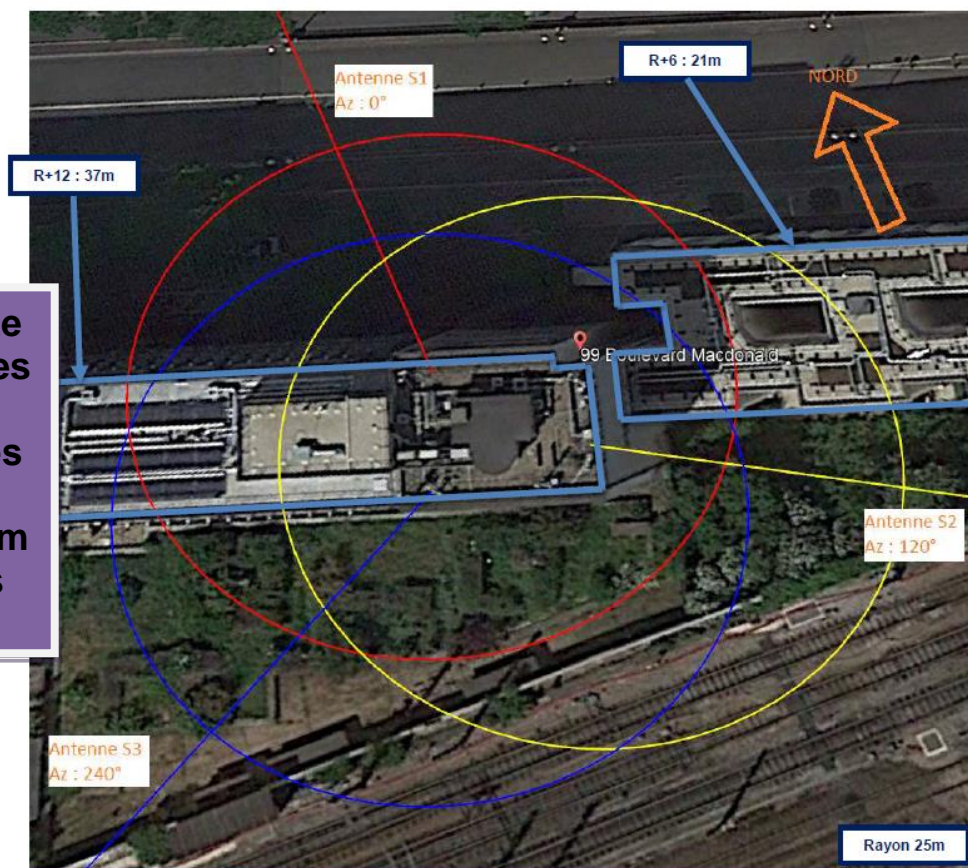 Antenne S1
Az : 0°
R+6 : 21m
NORD
R+12 : 37m
99 Boulevard Macdonald
Antenne S2
Az : 120°
Antenne S3
Az : 240°
Rayon 25m